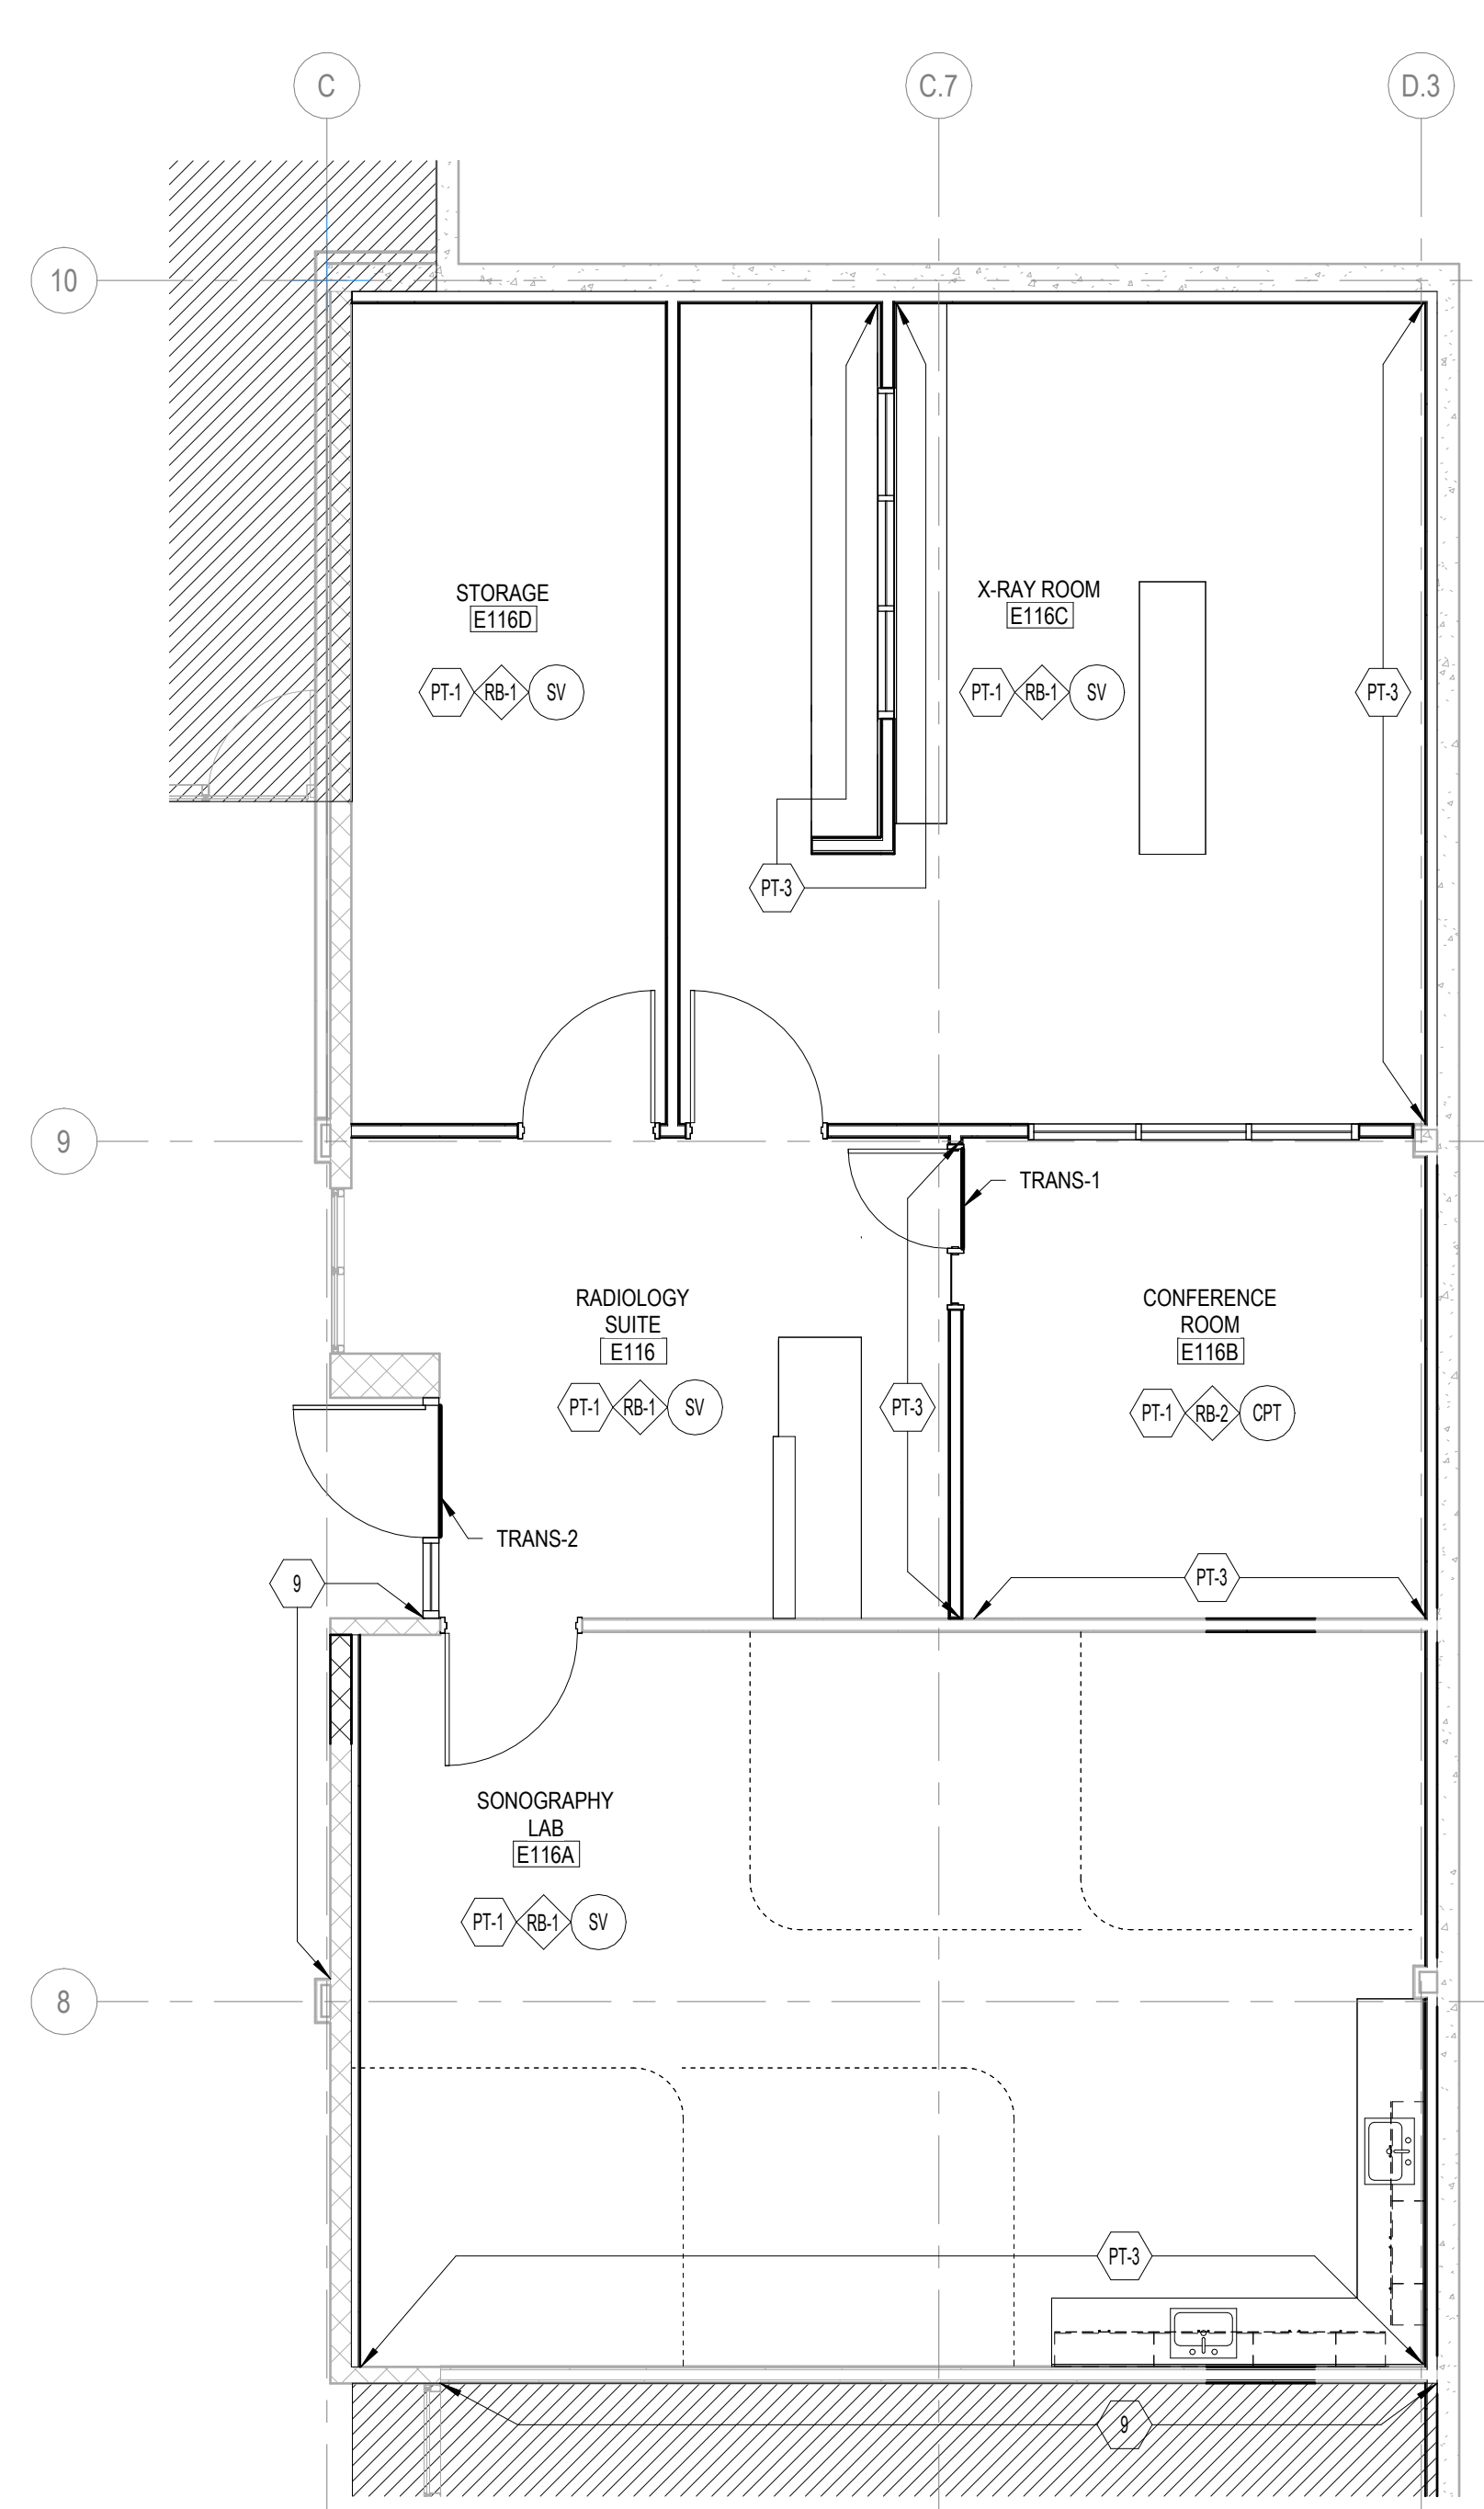 C
C.7
D.3
10
STORAGE
E116D
X-RAY ROOM
E116C
PT-1
RB-1
SV
PT-1
RB-1
SV
PT-3
PT-3
9
TRANS-1
RADIOLOGY
SUITE
E116
CONFERENCE
ROOM
E116B
PT-1
RB-1
SV
PT-3
PT-1
RB-2
CPT
TRANS-2
9
PT-3
SONOGRAPHY
LAB
E116A
PT-1
RB-1
SV
8
PT-3
9